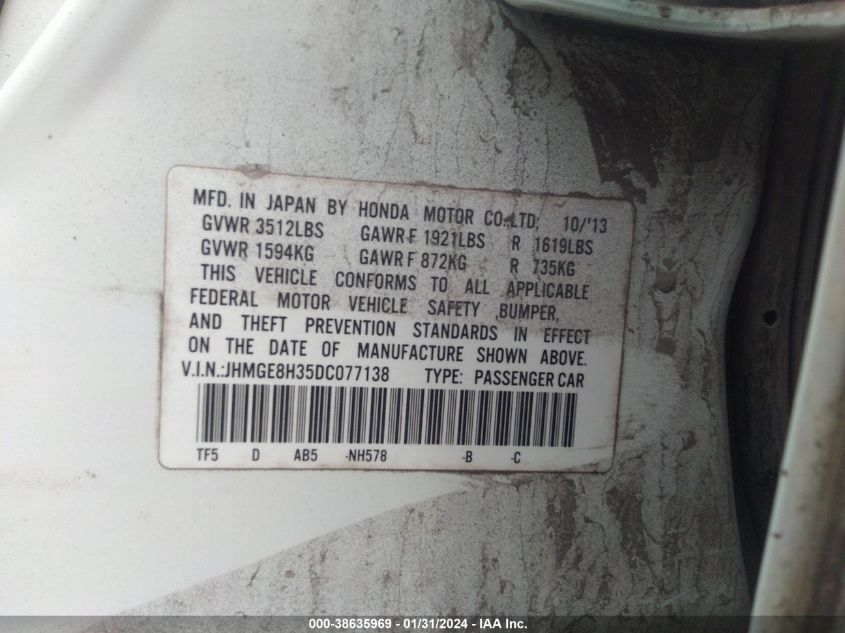 MFD. IN JAPAN BY HONDA MOTOR CO.,LTD; 10/'13
GVWR 3512LBS GAWR F 1921LBS R 1619LBS
GVWR 1594KG GAWR F 872KG R 735KG
THIS VEHICLE CONFORMS TO ALL APPLICABLE
FEDERAL MOTOR VEHICLE SAFETY ,BUMPER,
AND THEFT PREVENTION STANDARDS IN EFFECT
ON THE DATE OF MANUFACTURE SHOWN ABOVE.
V.I.N.:JHMGE8H35DC077138 TYPE: PASSENGER CAR
TF5 D AB5 -NH578 -B -C
000-38635969 - 01/31/2024 - IAA Inc.